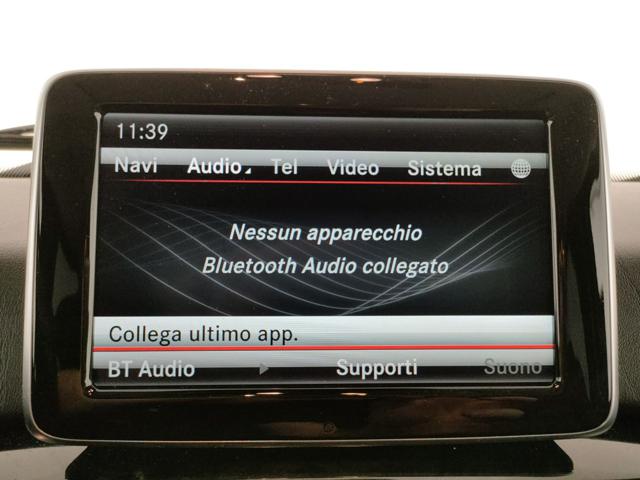 11:39
Navi Audio Tel Video Sistema
Nessun apparecchio
Bluetooth Audio collegato
Collega ultimo app.
BT Audio Supporti Suono